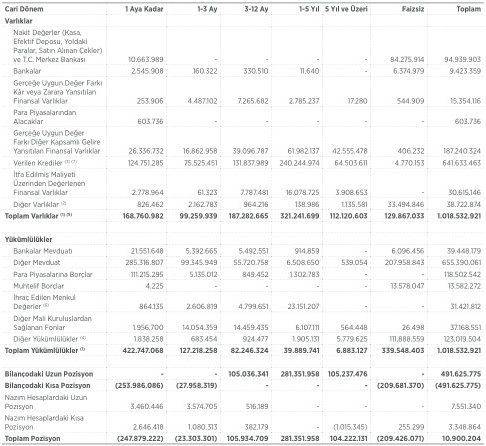 Cari Dönem 1 Aya Kadar 1-3 Ay 3-12 Ay 1-5 Yıl 5 Yıl ve Üzeri Faizsiz Toplam
Varlıklar
Nakit Değerler (Kasa,
Efektif Deposu, Yoldaki
Paralar, Satın Alınan Çekler)
ve T.C. Merkez Bankası 10.663.989 - - - - 84.275.914 94.939.903
Bankalar 2.545.908 160.322 330.510 11.640 - 6.374.979 9.423.359
Gerçeğe Uygun Değer Farkı
Kâr veya Zarara Yansıtılan
Finansal Varlıklar 253.906 4.487.102 7.265.682 2.785.237 17.280 544.909 15.354.116
Para Piyasalarından
Alacaklar 603.736 - - - - - 603.736
Gerçeğe Uygun Değer
Farkı Diğer Kapsamlı Gelire
Yansıtılan Finansal Varlıklar 26.336.732 16.862.958 39.096.787 61.982.137 42.555.478 406.232 187.240.324
Verilen Krediler (3) (7) 124.751.285 75.525.451 131.837.989 240.244.974 64.503.611 4.770.153 641.633.463
İtfa Edilmiş Maliyeti
Üzerinden Değerlenen
Finansal Varlıklar 2.778.964 61.323 7.787.481 16.078.725 3.908.653 - 30.615.146
Diğer Varlıklar (2) 826.462 2.162.783 964.216 138.986 1.135.581 33.494.846 38.722.874
Toplam Varlıklar 168.760.982 99.259.939 187.282.665 321.241.699 112.120.603 129.867.033 1.018.532.921
Yükümlülükler
Bankalar Mevduatı 21.551.648 5.392.665 5.492.551 914.859 - 6.096.456 39.448.179
Diğer Mevduat 285.316.807 99.345.949 55.720.758 6.508.650 539.054 207.958.843 655.390.061
Para Piyasalarına Borçlar 111.215.295 5.135.012 849.452 1.302.783 - - 118.502.542
Muhtelif Borçlar 4.225 - - - - 13.578.047 13.582.272
İhraç Edilen Menkul
Değerler 864.135 2.606.819 4.799.651 23.151.207 - - 31.421.812
Diğer Mali Kuruluşlardan
Sağlanan Fonlar 1.956.700 14.054.359 14.459.435 6.107.111 564.448 26.498 37.168.551
Diğer Yükümlülükler (4) 1.838.258 683.454 924.477 1.905.131 5.779.625 111.888.559 123.019.504
Toplam Yükümlülükler 422.747.068 127.218.258 82.246.324 39.889.741 6.883.127 339.548.403 1.018.532.921
Bilançodaki Uzun Pozisyon - - 105.036.341 281.351.958 105.237.476 - 491.625.775
Bilançodaki Kısa Pozisyon (253.986.086) (27.958.319) - - - (209.681.370) (491.625.775)
Nazım Hesaplardaki Uzun
Pozisyon 3.460.446 3.574.705 516.189 - - - 7.551.340
Nazım Hesaplardaki Kısa
Pozisyon 2.646.418 1.080.313 382.179 - (1.015.345) 255.299 3.348.864
Toplam Pozisyon (247.879.222) (23.303.301) 105.934.709 281.351.958 104.222.131 (209.426.071) 10.900.204